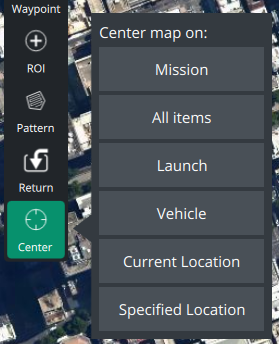 Waypoint
ROI
Pattern
Return
Center
Center map on:
Mission
All items
Launch
Vehicle
Current Location
Specified Location